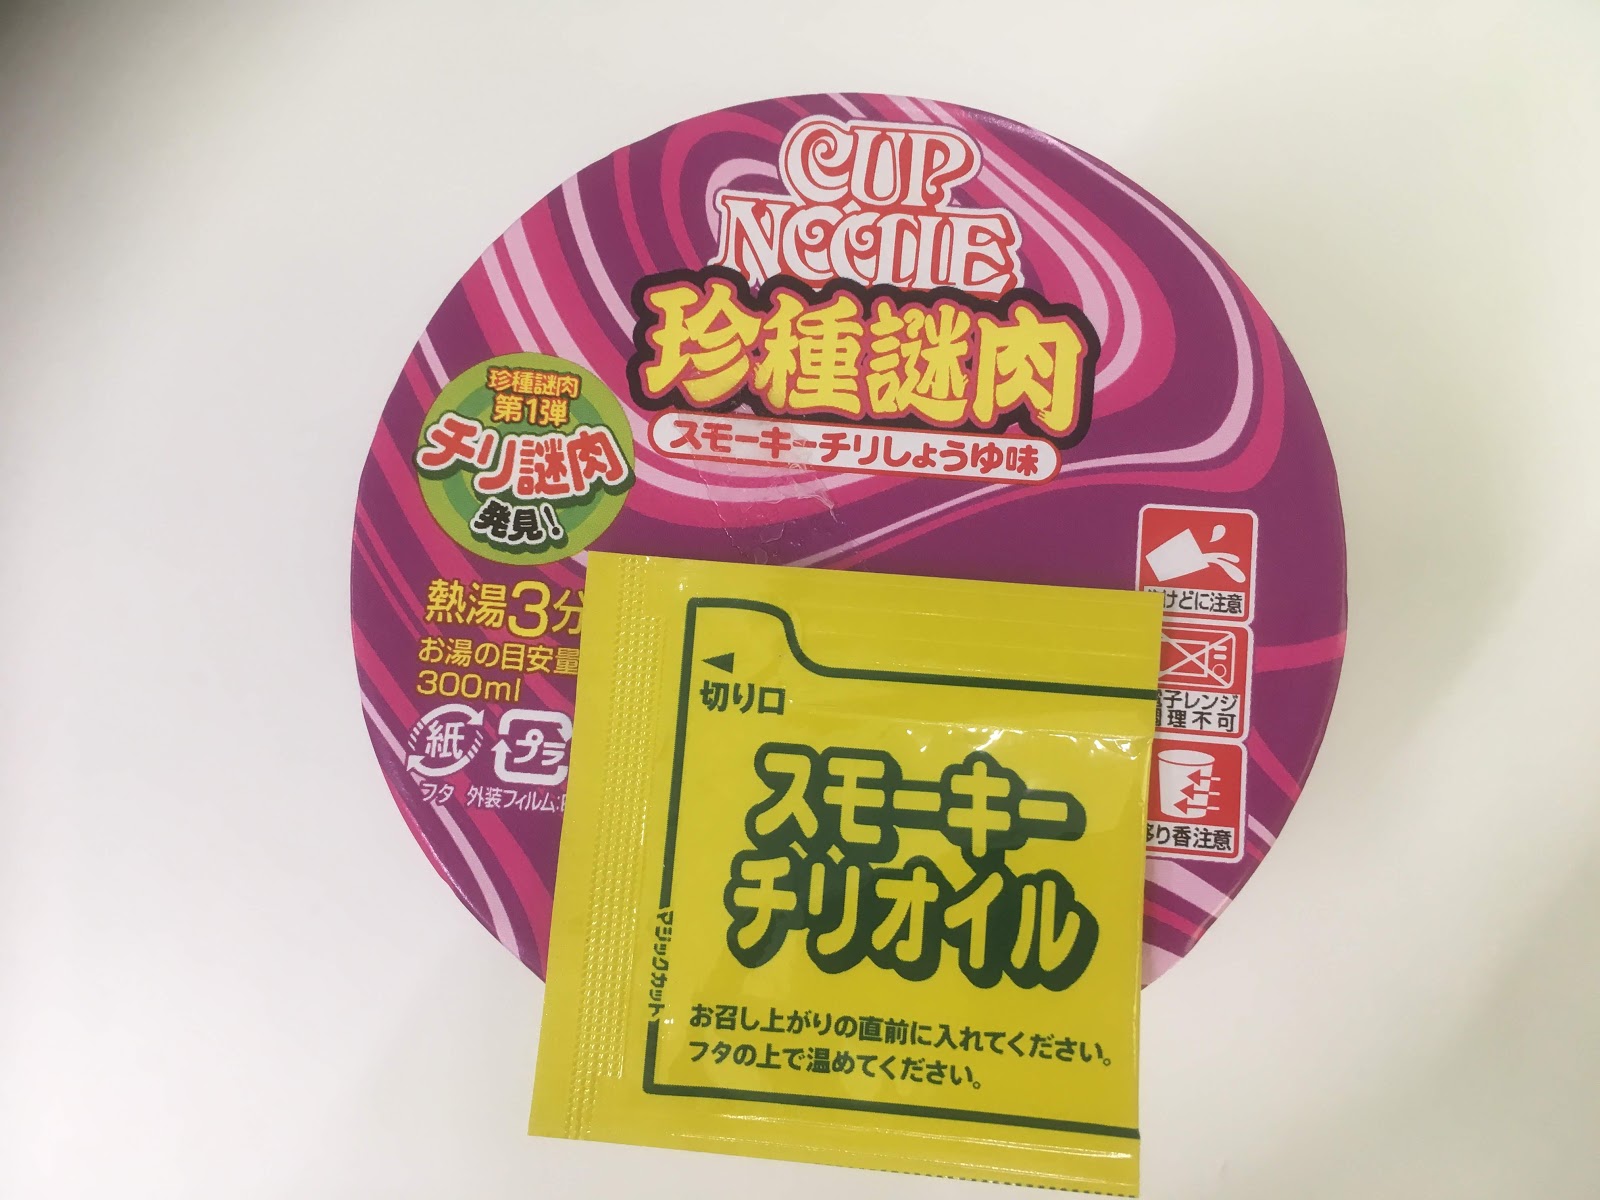 CUP
NOODLE
珍種謎肉
スモーキーチリしょうゆ味
珍種謎肉
第1弾
チリ謎肉
発見!
熱湯3分
お湯の目安量
300ml
紙
プラ
フタ 外装フィルム:
けどに注意
子レンジ
理不可
り香注意
切り口
スモーキー
チリオイル
マジックカット
お召し上がりの直前に入れてください。
フタの上で温めてください。